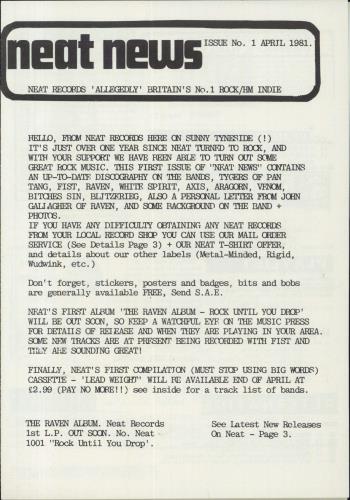 neat news
ISSUE No. 1 APRIL 1981.
NEAT RECORDS 'ALLEGEDLY' BRITAIN'S No.1 ROCK/HM INDIE
HELLO, FROM NEAT RECORDS HERE ON SUNNY TYNESIDE (!)
IT'S JUST OVER ONE YEAR SINCE NEAT TURNED TO ROCK, AND
WITH YOUR SUPPORT WE HAVE BEEN ABLE TO TURN OUT SOME
GREAT ROCK MUSIC. THIS FIRST ISSUE OF "NEAT NEWS" CONTAINS
AN UP-TO-DATE DISCOGRAPHY ON THE BANDS, TYGERS OF PAN
TANG, FIST, RAVEN, WHITE SPIRIT, AXIS, ARAGORN, VENOM,
BITCHES SIN, BLITZKRIEG, ALSO A PERSONAL LETTER FROM JOHN
GALLAGHER OF RAVEN, AND SOME BACKGROUND ON THE BAND +
PHOTOS.
IF YOU HAVE ANY DIFFICULTY OBTAINING ANY NEAT RECORDS
FROM YOUR LOCAL RECORD SHOP YOU CAN USE OUR MAIL ORDER
SERVICE (See Details Page 3) + OUR NEAT T-SHIRT OFFER,
and details about our other labels (Metal-Minded, Rigid,
Wudwink, etc.)
Don't forget, stickers, posters and badges, bits and bobs
are generally available FREE, Send S.A.E.
NEAT'S FIRST ALBUM 'THE RAVEN ALBUM - ROCK UNTIL YOU DROP'
WILL BE OUT SOON, SO KEEP A WATCHFUL EYE ON THE MUSIC PRESS
FOR DETAILS OF RELEASE AND WHEN THEY ARE PLAYING IN YOUR AREA.
SOME NEW TRACKS ARE AT PRESENT BEING RECORDED WITH FIST AND
THEY ARE SOUNDING GREAT!
FINALLY, NEAT'S FIRST COMPILATION (MUST STOP USING BIG WORDS)
CASSETTE - 'LEAD WEIGHT' WILL BE AVAILABLE END OF APRIL AT
£2.99 (PAY NO MORE!!) see inside for a track list of bands.
THE RAVEN ALBUM. Neat Records
1st L.P. OUT SOON. No. Neat
1001 "Rock Until You Drop'.
See Latest New Releases
On Neat - Page 3.